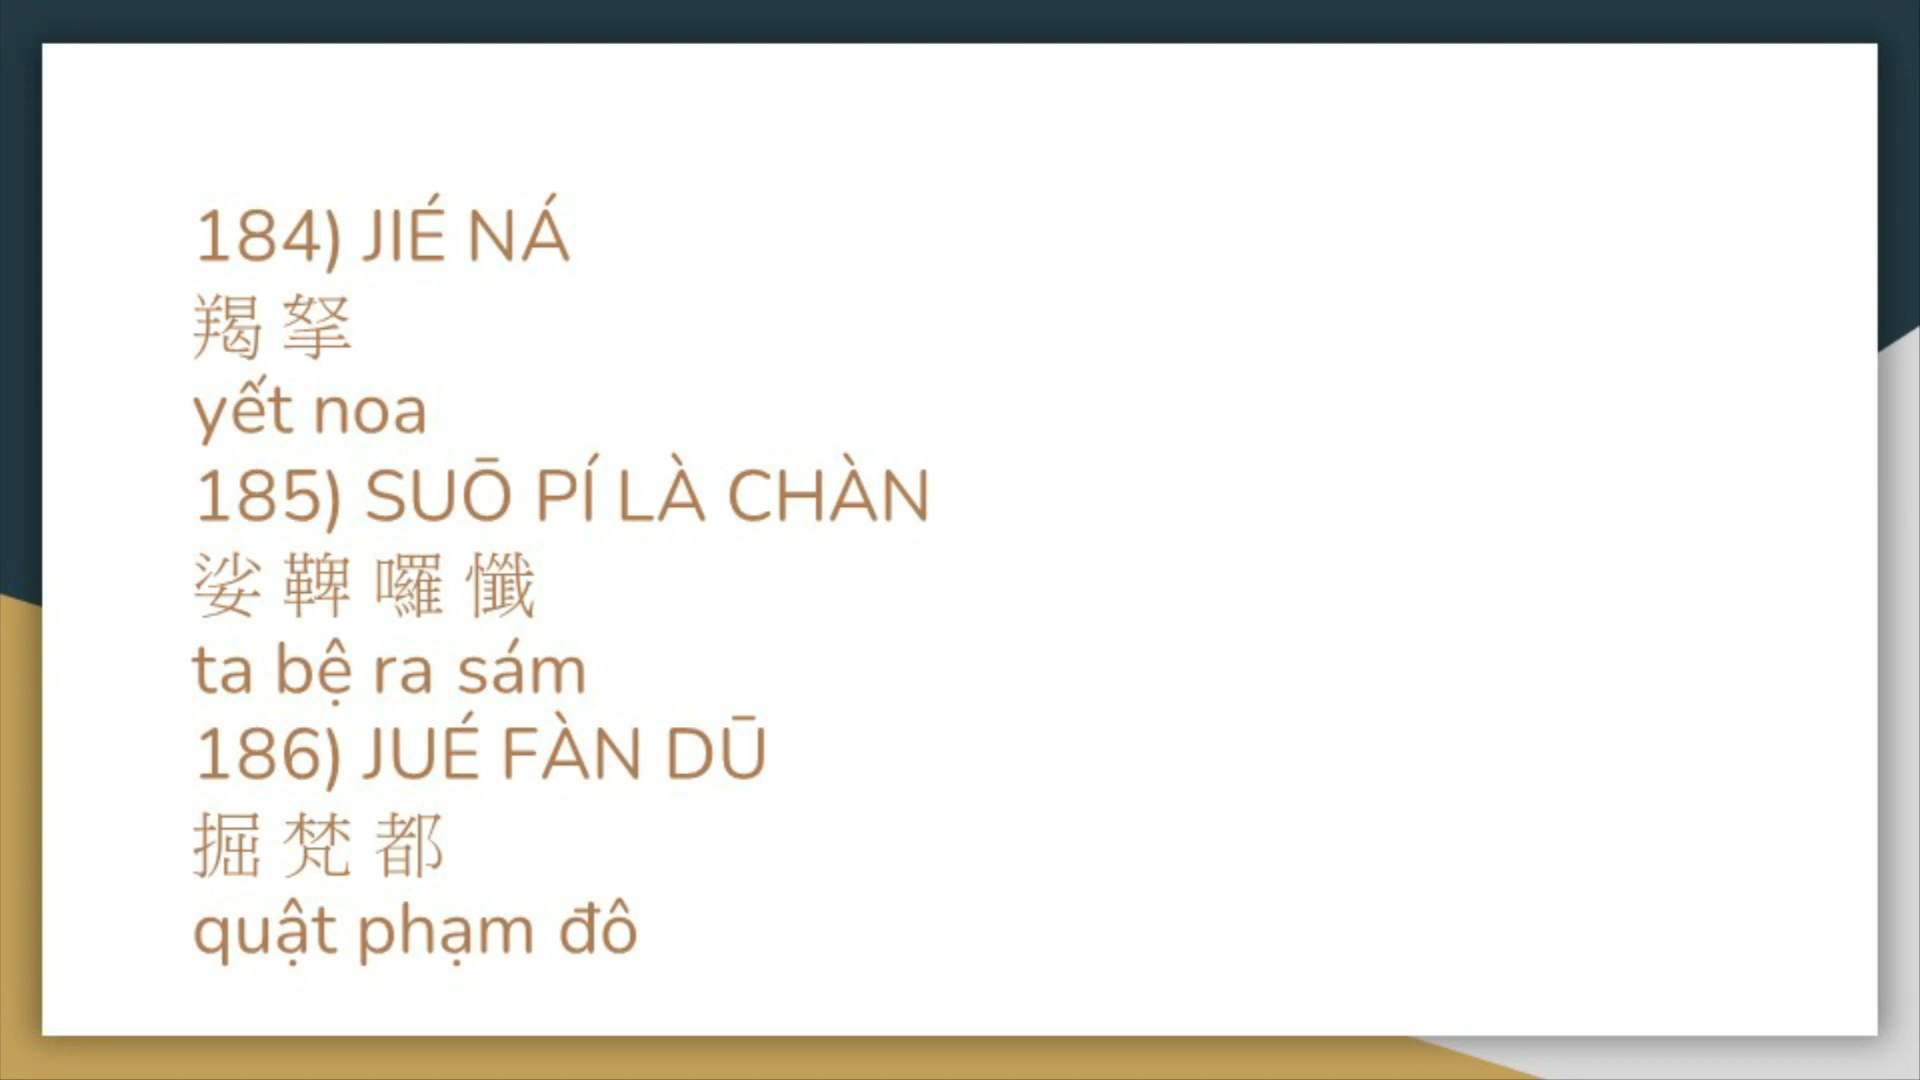 184) JIÉ NÁ
羯 拏
yết noa
185) SUŌ PÍ LÀ CHÀN
娑 鞞 囉 懺
ta bệ ra sám
186) JUÉ FÀN DŪ
掘 梵 都
quật phạm đô